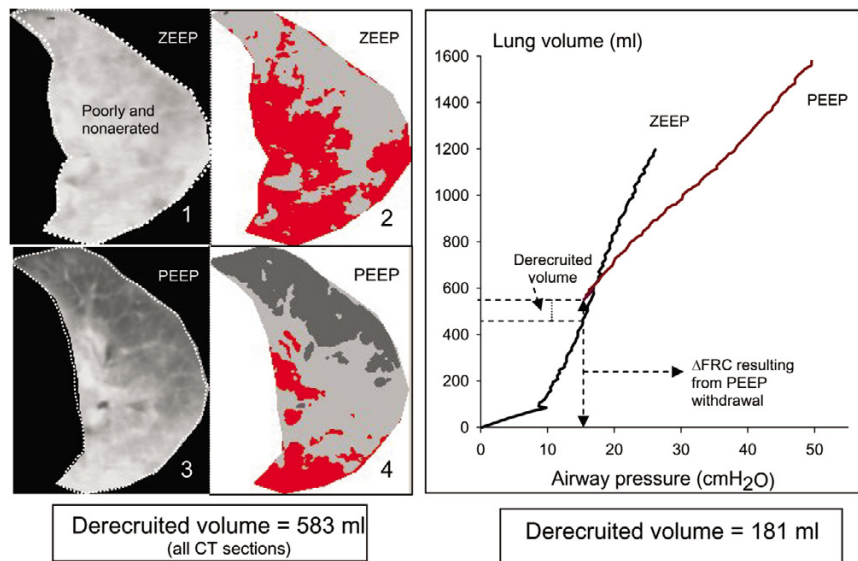 ZEEP
Poorly and
nonaerated
1
ZEEP
2
PEEP
3
PEEP
4
Derecruited volume = 583 ml
(all CT sections)
Lung volume (ml)
1600
1400
1200
1000
800
600
400
200
0
ZEEP
PEEP
Derecruited
volume
ΔFRC resulting
from PEEP
withdrawal
0
10
20
30
40
50
Airway pressure (cmH2O)
Derecruited volume = 181 ml